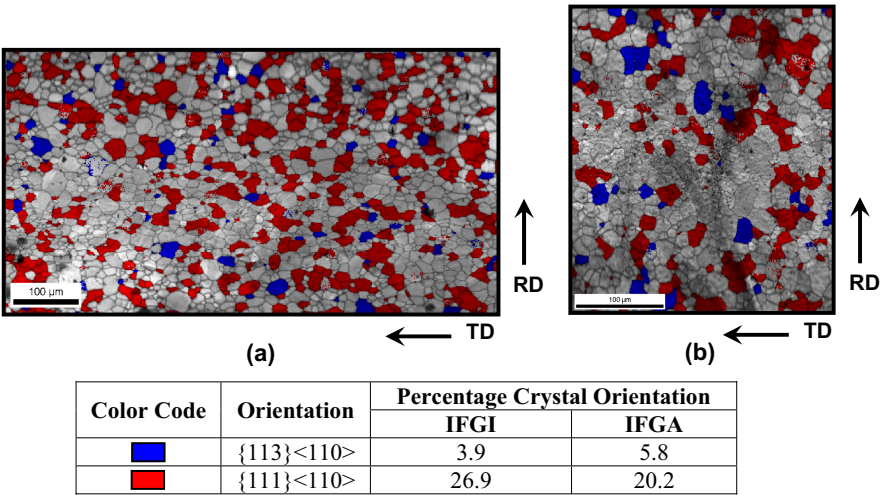 100 µm
RD
TD
(a)
100 µm
RD
TD
(b)
Color Code Orientation Percentage Crystal Orientation
IFGI IFGA
{113}<110> 3.9 5.8
{111}<110> 26.9 20.2